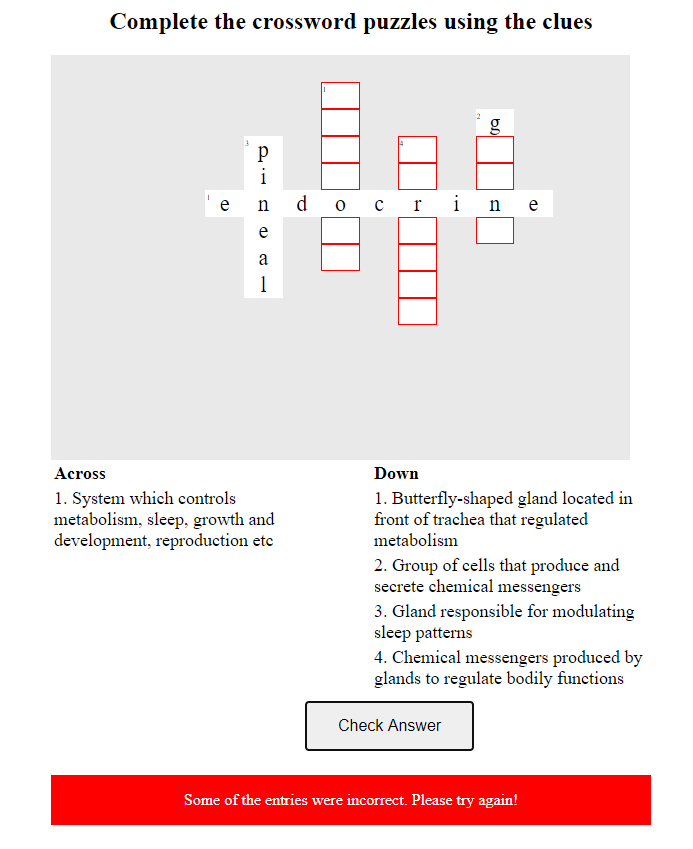 Complete the crossword puzzles using the clues
1
2 g
3 p
4
i
1 e n d o c r i n e
e
a
l
Across
1. System which controls
metabolism, sleep, growth and
development, reproduction etc
Down
1. Butterfly-shaped gland located in
front of trachea that regulated
metabolism
2. Group of cells that produce and
secrete chemical messengers
3. Gland responsible for modulating
sleep patterns
4. Chemical messengers produced by
glands to regulate bodily functions
Check Answer
Some of the entries were incorrect. Please try again!